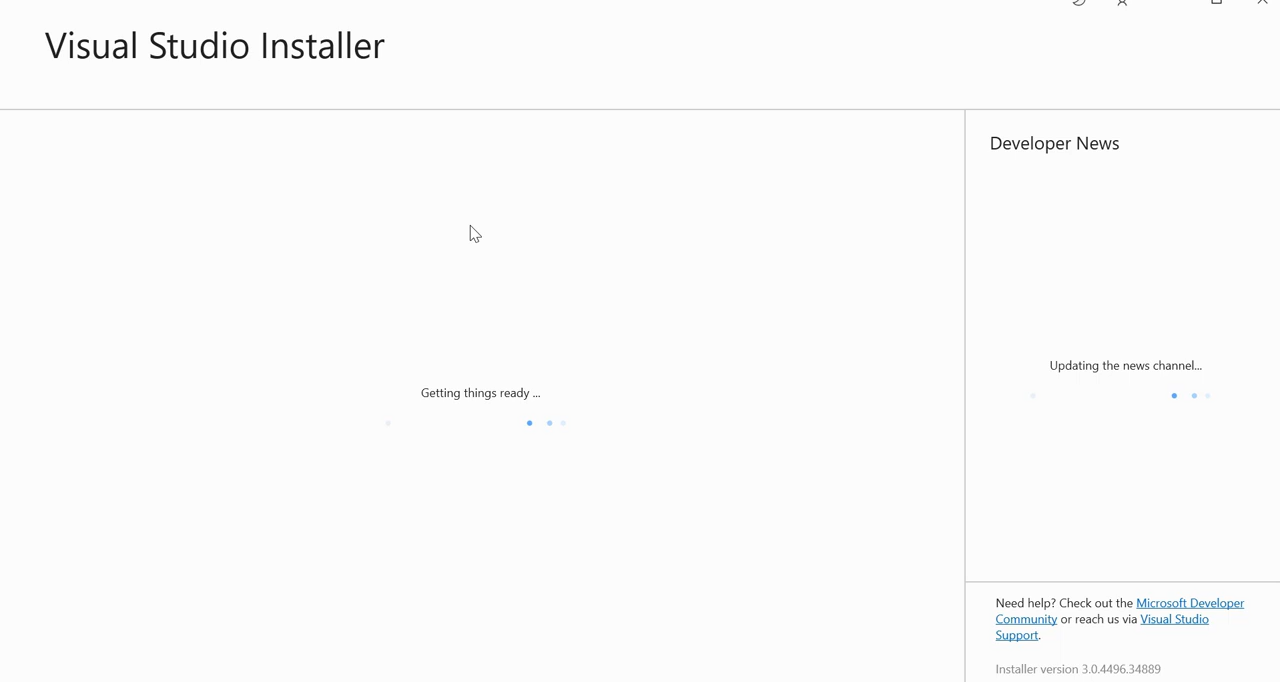 Visual Studio Installer
Developer News
Getting things ready ...
Updating the news channel...
Need help? Check out the Microsoft Developer
Community or reach us via Visual Studio
Support.
Installer version 3.0.4496.34889